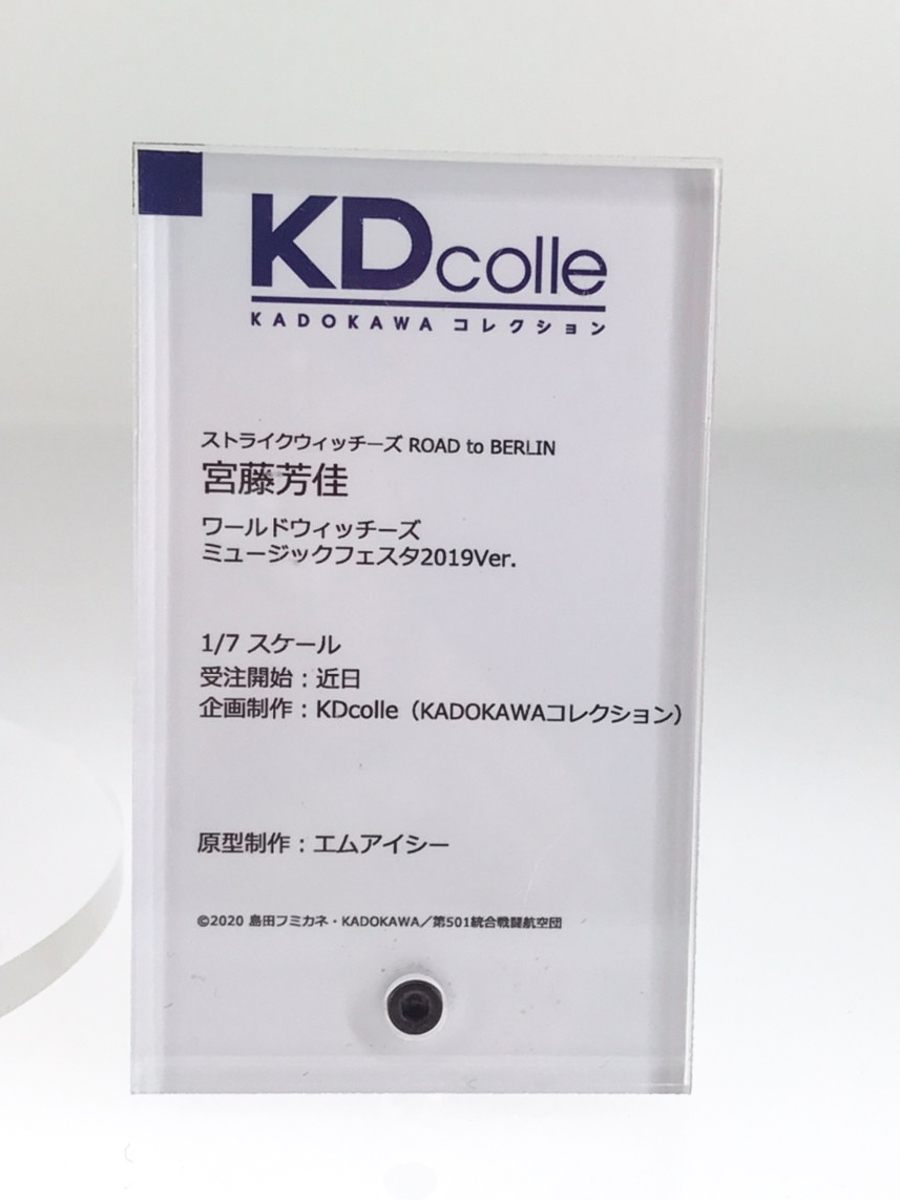 KDcolle
KADOKAWA コレクション
ストライクウィッチーズ ROAD to BERLIN
宮藤芳佳
ワールドウィッチーズ
ミュージックフェスタ2019Ver.
1/7 スケール
受注開始：近日
企画制作：KDcolle（KADOKAWAコレクション）
原型制作：エムアイシー
©2020 島田フミカネ・KADOKAWA／第501統合戦闘航空団